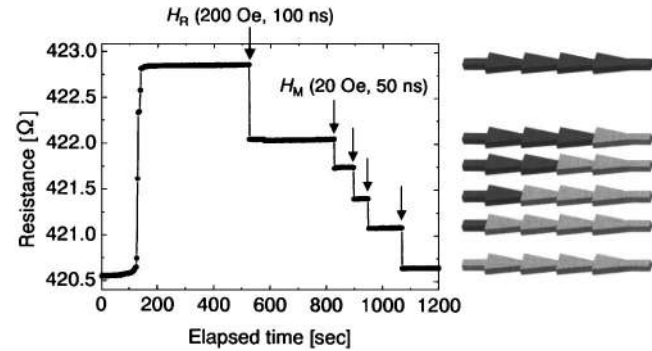 H_R (200 Oe, 100 ns)
H_M (20 Oe, 50 ns)
Resistance [Ω]
423.0
422.5
422.0
421.5
421.0
420.5
0 200 400 600 800 1000 1200
Elapsed time [sec]